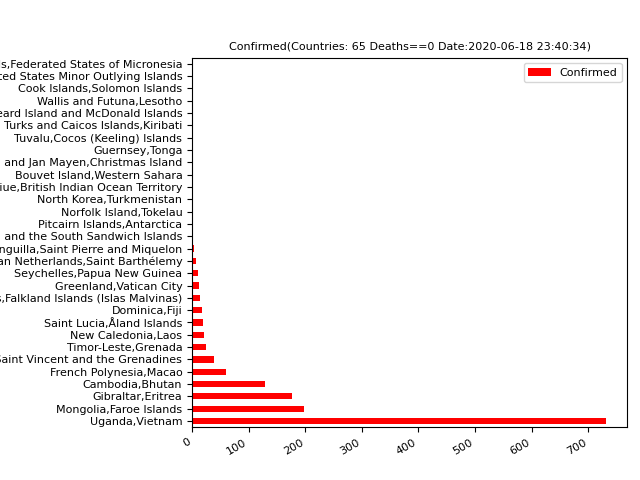 Confirmed(Countries: 65 Deaths==0 Date:2020-06-18 23:40:34)
Confirmed
Federated States of Micronesia
States Minor Outlying Islands
Cook Islands,Solomon Islands
Wallis and Futuna,Lesotho
Island and McDonald Islands
Turks and Caicos Islands,Kiribati
Tuvalu,Cocos (Keeling) Islands
Guernsey,Tonga
and Jan Mayen,Christmas Island
Bouvet Island,Western Sahara
British Indian Ocean Territory
North Korea,Turkmenistan
Norfolk Island,Tokelau
Pitcairn Islands,Antarctica
and the South Sandwich Islands
Saint Pierre and Miquelon
Netherlands,Saint Barthélemy
Seychelles,Papua New Guinea
Greenland,Vatican City
Falkland Islands (Islas Malvinas)
Dominica,Fiji
Saint Lucia,Åland Islands
New Caledonia,Laos
Timor-Leste,Grenada
Saint Vincent and the Grenadines
French Polynesia,Macao
Cambodia,Bhutan
Gibraltar,Eritrea
Mongolia,Faroe Islands
Uganda,Vietnam
0 100 200 300 400 500 600 700